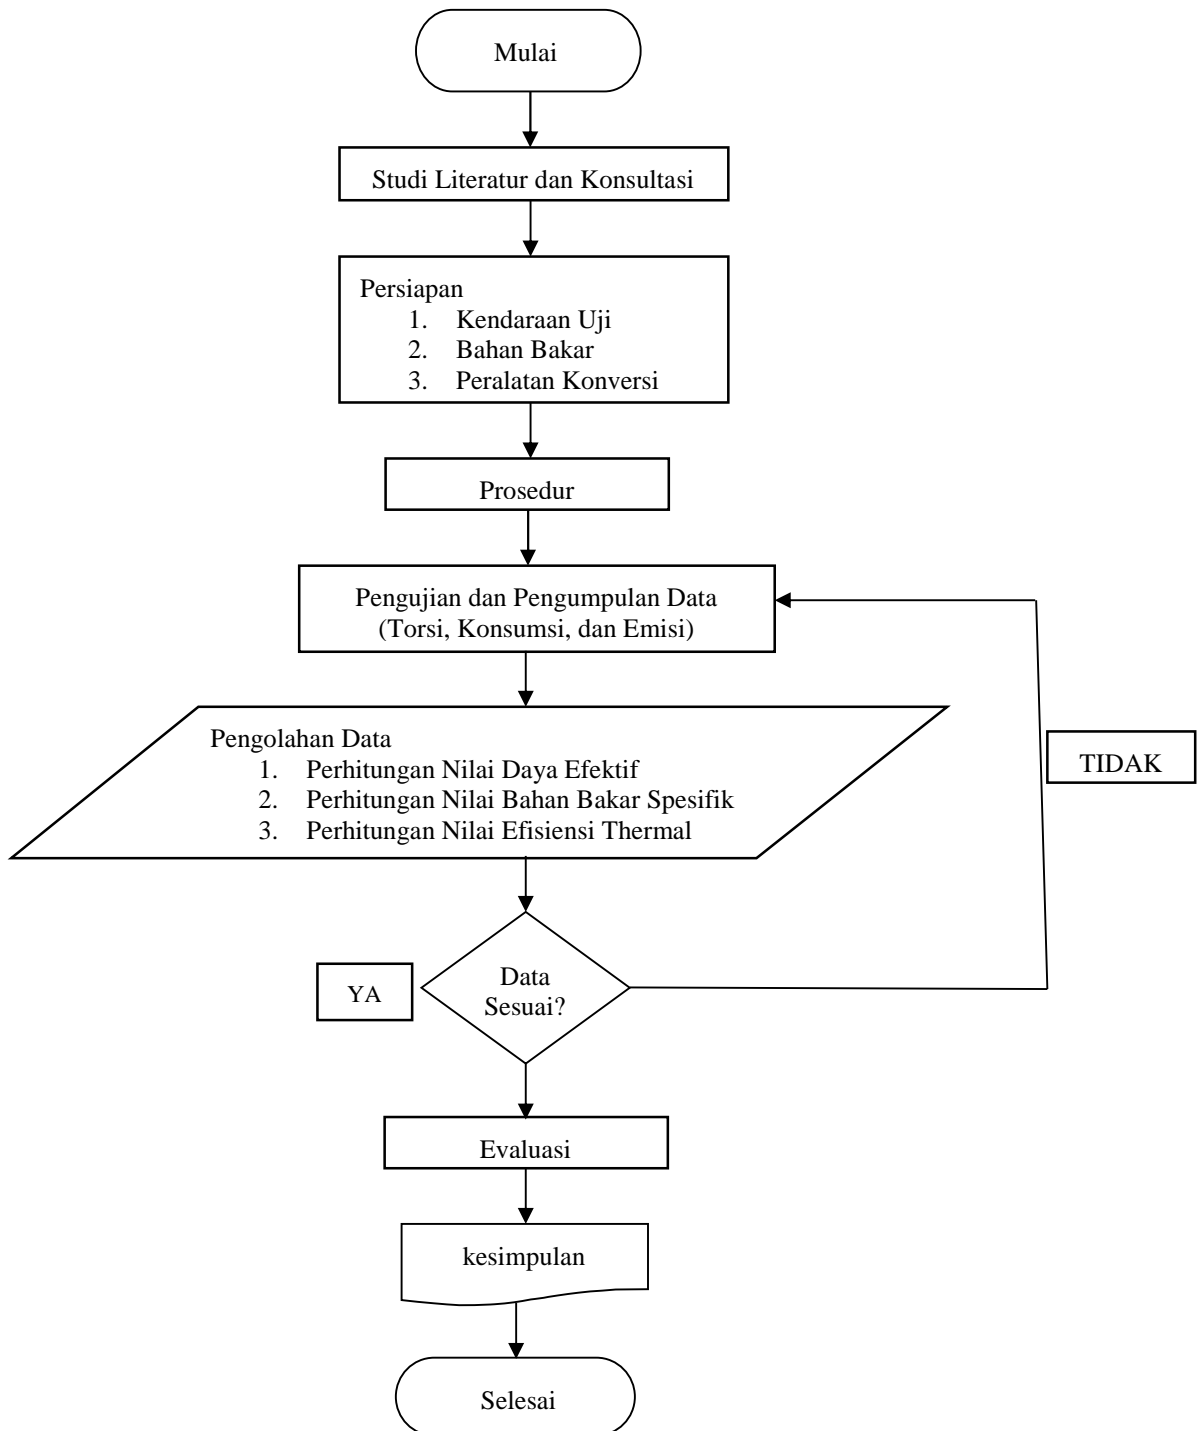 Mulai
Studi Literatur dan Konsultasi
Persiapan
1. Kendaraan Uji
2. Bahan Bakar
3. Peralatan Konversi
Prosedur
Pengujian dan Pengumpulan Data
(Torsi, Konsumsi, dan Emisi)
Pengolahan Data
1. Perhitungan Nilai Daya Efektif
2. Perhitungan Nilai Bahan Bakar Spesifik
3. Perhitungan Nilai Efisiensi Thermal
TIDAK
YA
Data
Sesuai?
Evaluasi
kesimpulan
Selesai